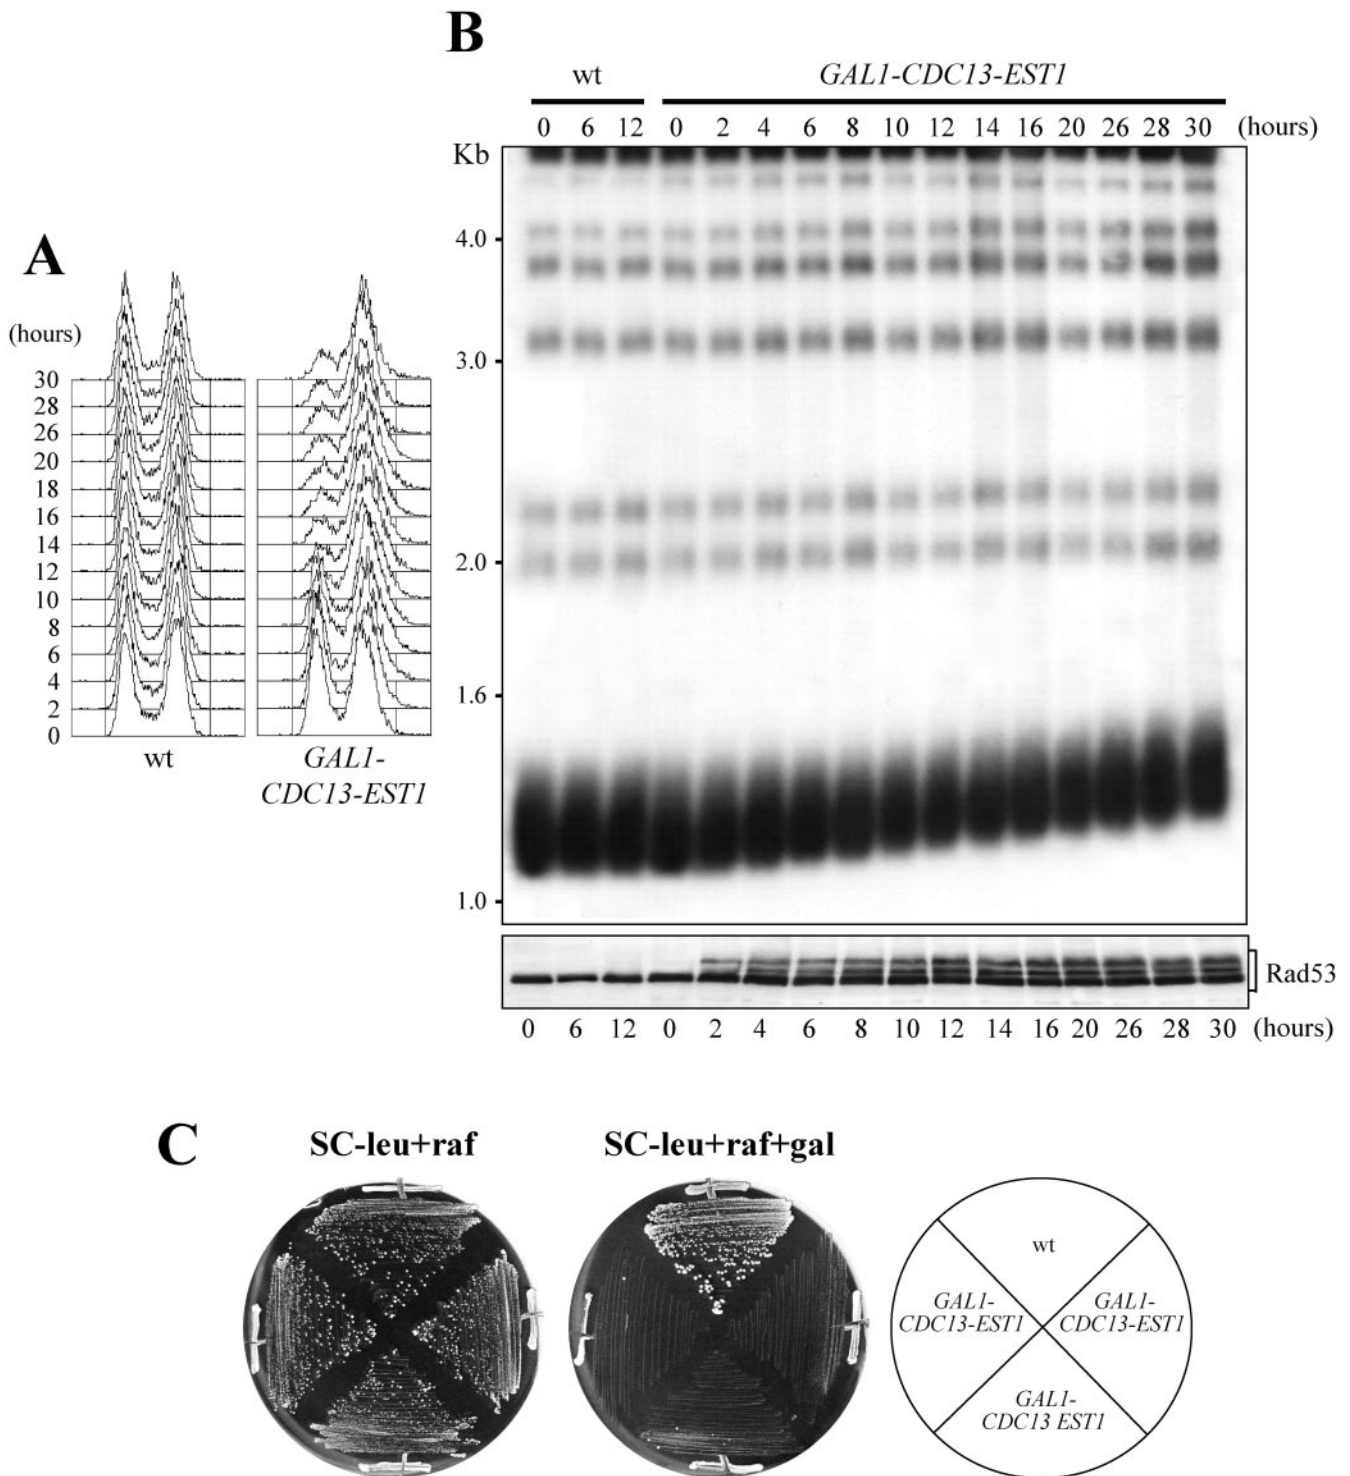 B
wt GAL1-CDC13-EST1
0 6 12 0 2 4 6 8 10 12 14 16 20 26 28 30 (hours)
Kb
4.0
3.0
2.0
1.6
1.0
Rad53
0 6 12 0 2 4 6 8 10 12 14 16 20 26 28 30 (hours)
A
(hours)
30
28
26
20
18
16
14
12
10
8
6
4
2
0
wt
GAL1-
CDC13-EST1
C
SC-leu+raf SC-leu+raf+gal
wt
GAL1-
CDC13-EST1
GAL1-
CDC13-EST1
GAL1-
CDC13 EST1